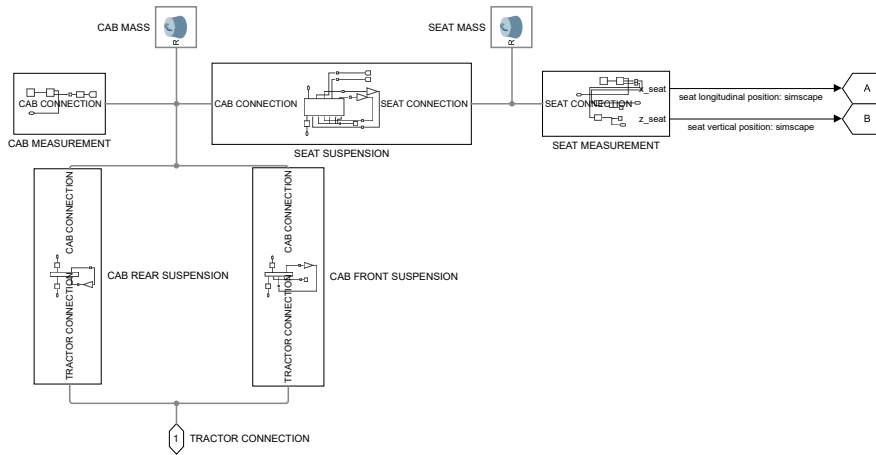 CAB MASS
R
SEAT MASS
R
CAB CONNECTION
CAB MEASUREMENT
CAB CONNECTION
SEAT CONNECTION
SEAT SUSPENSION
SEAT CONNECTION
x_seat
z_seat
SEAT MEASUREMENT
seat longitudinal position: simscape
seat vertical position: simscape
A
B
CAB CONNECTION
TRACTOR CONNECTION
CAB REAR SUSPENSION
CAB CONNECTION
TRACTOR CONNECTION
CAB FRONT SUSPENSION
1
TRACTOR CONNECTION